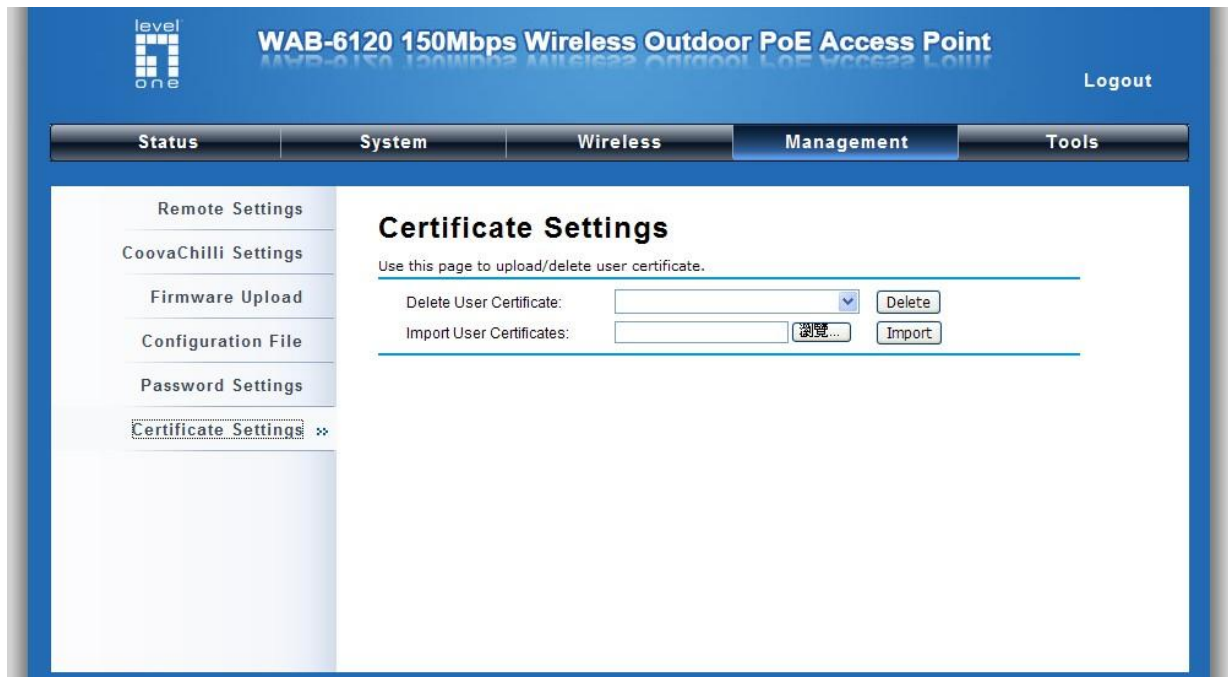 level
one
WAB-6120 150Mbps Wireless Outdoor PoE Access Point
Logout
Status System Wireless Management Tools
Remote Settings
CoovaChilli Settings
Firmware Upload
Configuration File
Password Settings
Certificate Settings »
Certificate Settings
Use this page to upload/delete user certificate.
Delete User Certificate: Delete
Import User Certificates: 瀏覽... Import